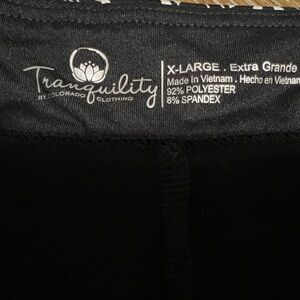 Tranquility
BY COLORADO CLOTHING
X-LARGE . Extra Grande
Made in Vietnam . Hecho en Vietnam
92% POLYESTER
8% SPANDEX